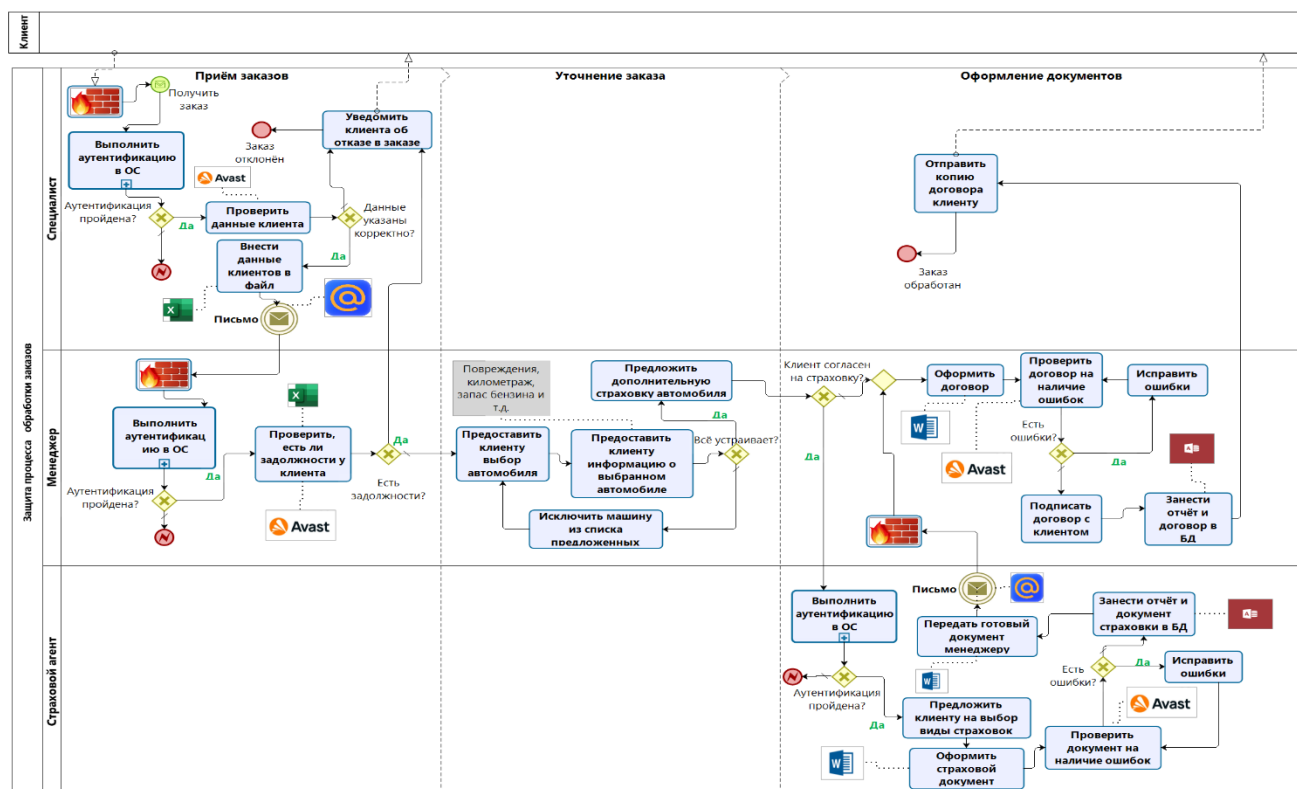 Клиент
Защита процесса обработки заказов
Специалист
Приём заказов
Уточнение заказа
Оформление документов
Получить
заказ
Выполнить
аутентификацию
в ОС
Аутентификация
пройдена?
Да
Avast
Проверить
данные клиента
Уведомить
клиента об
отказе в заказе
Заказ
отклонён
Данные
указаны
корректно?
Да
Внести
данные
клиентов в
файл
Письмо
Отправить
копию
договора
клиенту
Заказ
обработан
Менеджер
Выполнить
аутентификац
ию в ОС
Аутентификация
пройдена?
Да
Проверить,
есть ли
задолжности у
клиента
Avast
Да
Есть
задолжности?
Повреждения,
километраж,
запас бензина и
т.д.
Предоставить
клиенту
выбор
автомобиля
Предоставить
клиенту
информацию о
выбранном
автомобиле
Исключить машину
из списка
предложенных
Предложить
дополнительную
страховку автомобиля
Да
Всё устраивает?
Клиент согласен
на страховку?
Да
Оформить
договор
Проверить
договор на
наличие
ошибок
Исправить
ошибки
Есть
ошибки?
Да
Avast
Подписать
договор с
клиентом
Занести
отчёт и
договор в
БД
Страховой агент
Выполнить
аутентификацию
в ОС
Аутентификация
пройдена?
Да
Письмо
Передать готовый
документ
менеджеру
Занести отчёт и
документ
страховки в БД
Есть
ошибки?
Да
Исправить
ошибки
Avast
Предложить
клиенту на выбор
виды страховок
Оформить
страховой
документ
Проверить
документ на
наличие ошибок